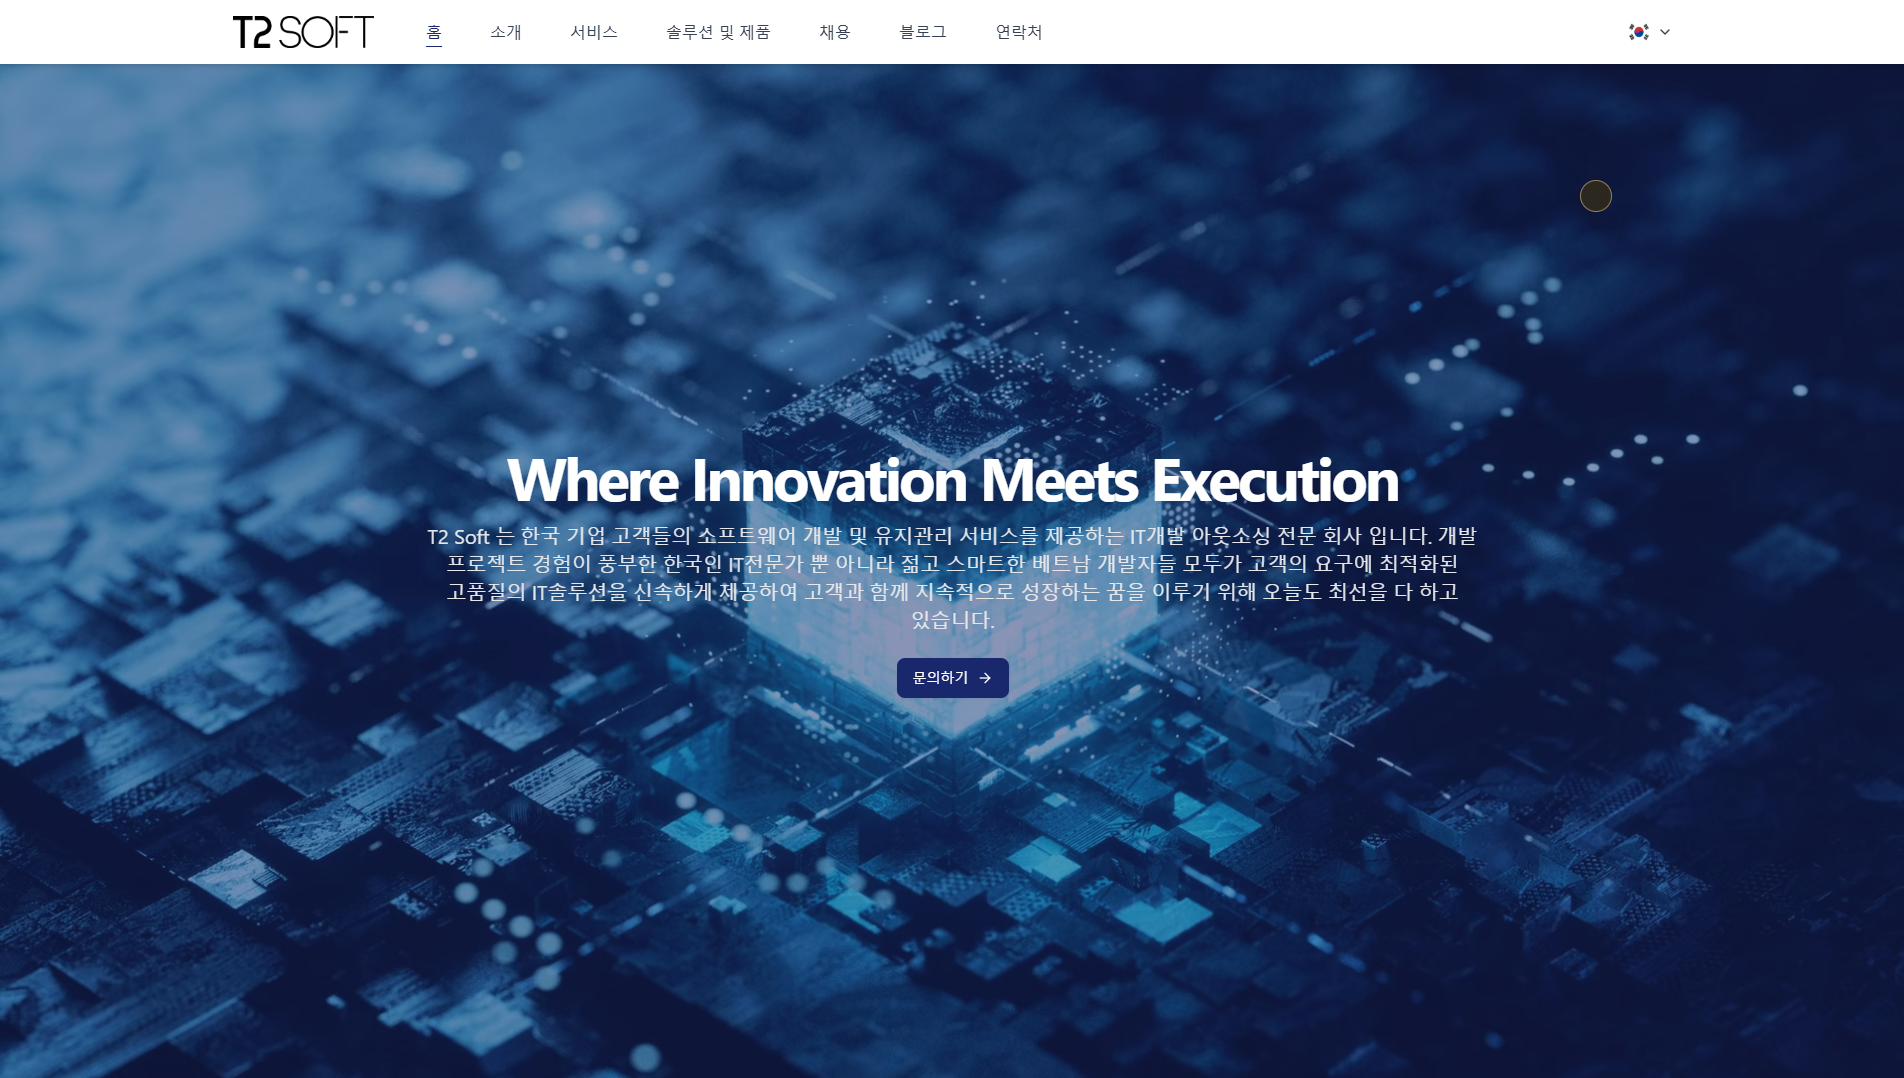 T2 SOFT
홈 소개 서비스 솔루션 및 제품 채용 블로그 연락처
Where Innovation Meets Execution
T2 Soft 는 한국 기업 고객들의 소프트웨어 개발 및 유지관리 서비스를 제공하는 IT개발 아웃소싱 전문 회사 입니다. 개발
프로젝트 경험이 풍부한 한국인 IT전문가 뿐 아니라 젊고 스마트한 베트남 개발자들 모두가 고객의 요구에 최적화된
고품질의 IT솔루션을 신속하게 제공하여 고객과 함께 지속적으로 성장하는 꿈을 이루기 위해 오늘도 최선을 다 하고
있습니다.
문의하기